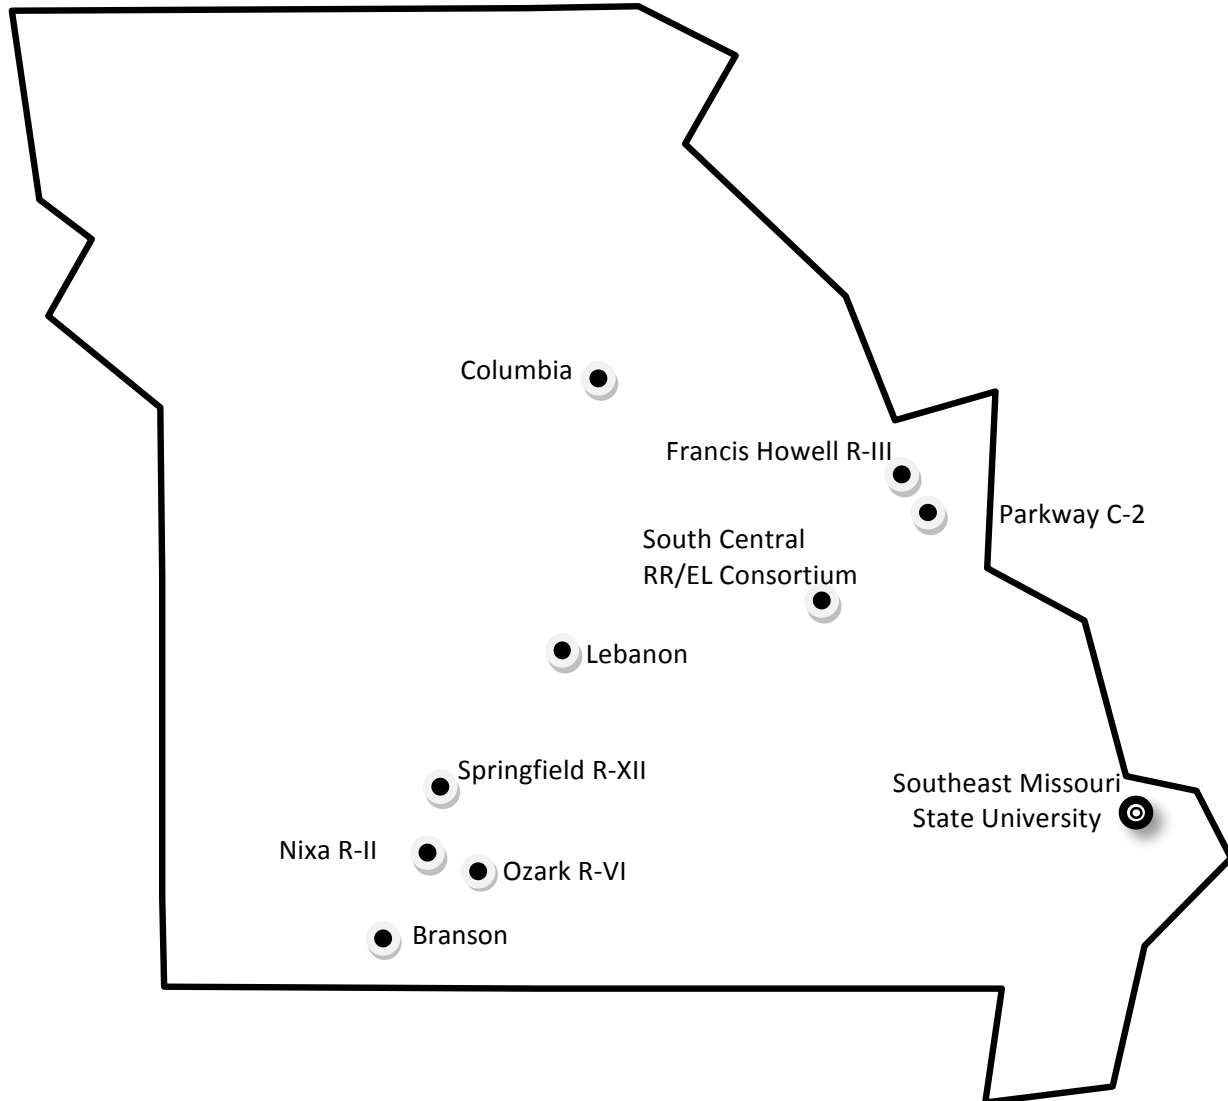 Columbia
Francis Howell R-III
Parkway C-2
South Central
RR/EL Consortium
Lebanon
Springfield R-XII
Southeast Missouri
State University
Nixa R-II
Ozark R-VI
Branson